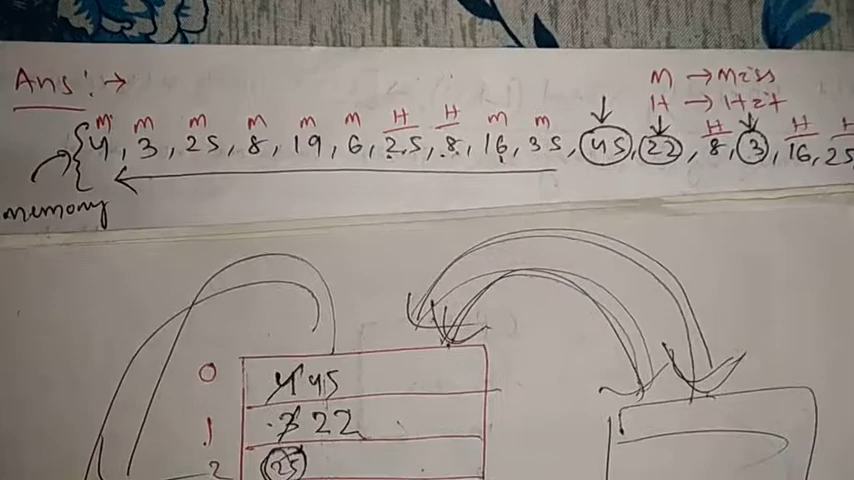 Ans:→
M → Miss
H → Hit
M M M M M M H H M M H H H
{4, 3, 25, 8, 19, 6, 25, 8, 16, 35, 45, 22, 8, 3, 16, 25,
memory
0 4 45
1 3 22
2 25